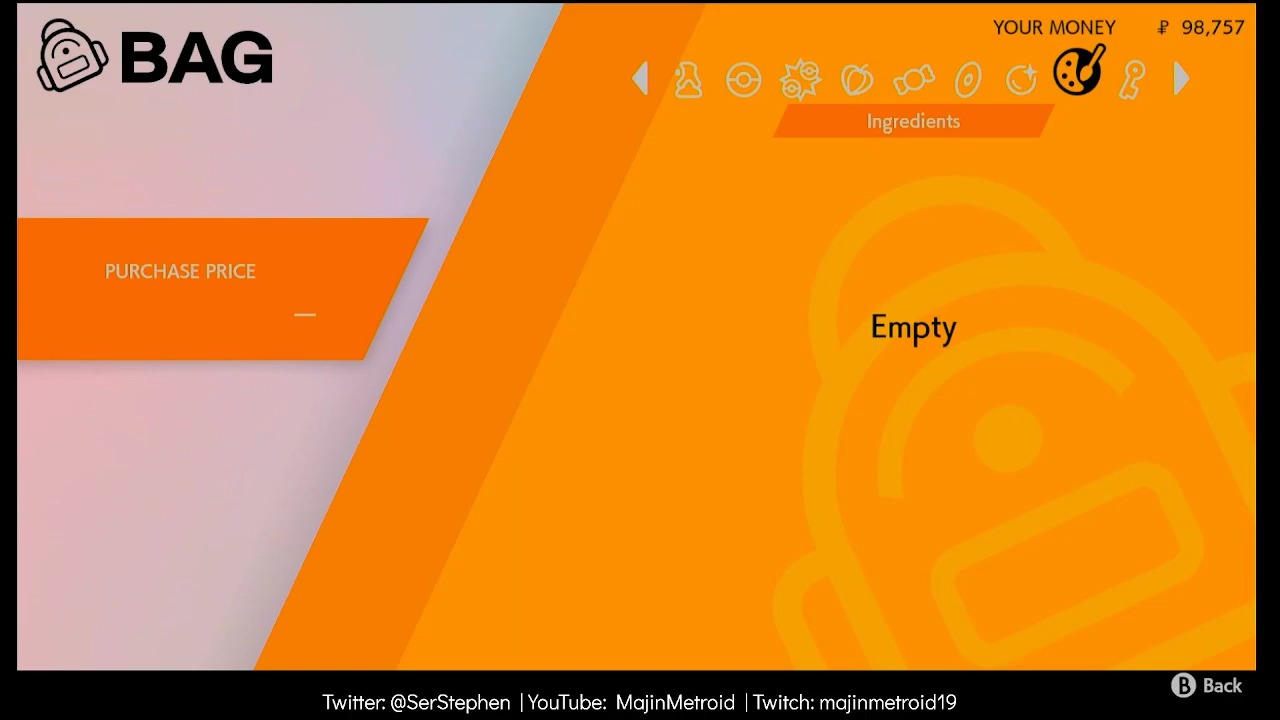 BAG
YOUR MONEY ₽ 98,757
Ingredients
PURCHASE PRICE
—
Empty
B Back
Twitter: @SerStephen | YouTube: MajinMetroid | Twitch: majinmetroid19